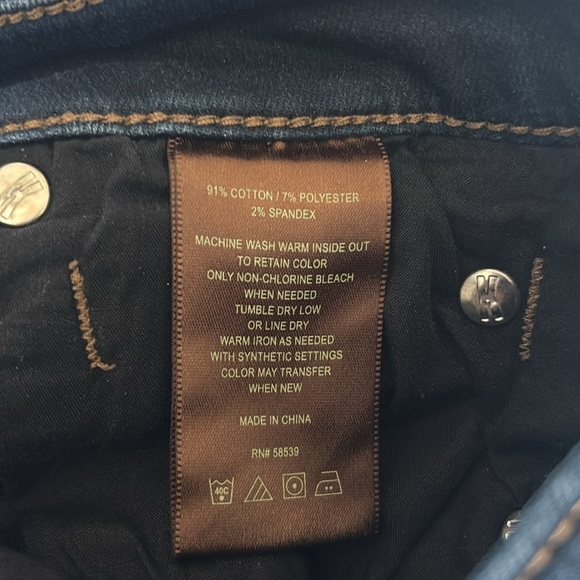 91% COTTON / 7% POLYESTER
2% SPANDEX
MACHINE WASH WARM INSIDE OUT
TO RETAIN COLOR
ONLY NON-CHLORINE BLEACH
WHEN NEEDED
TUMBLE DRY LOW
OR LINE DRY
WARM IRON AS NEEDED
WITH SYNTHETIC SETTINGS
COLOR MAY TRANSFER
WHEN NEW
MADE IN CHINA
RN# 58539
40C